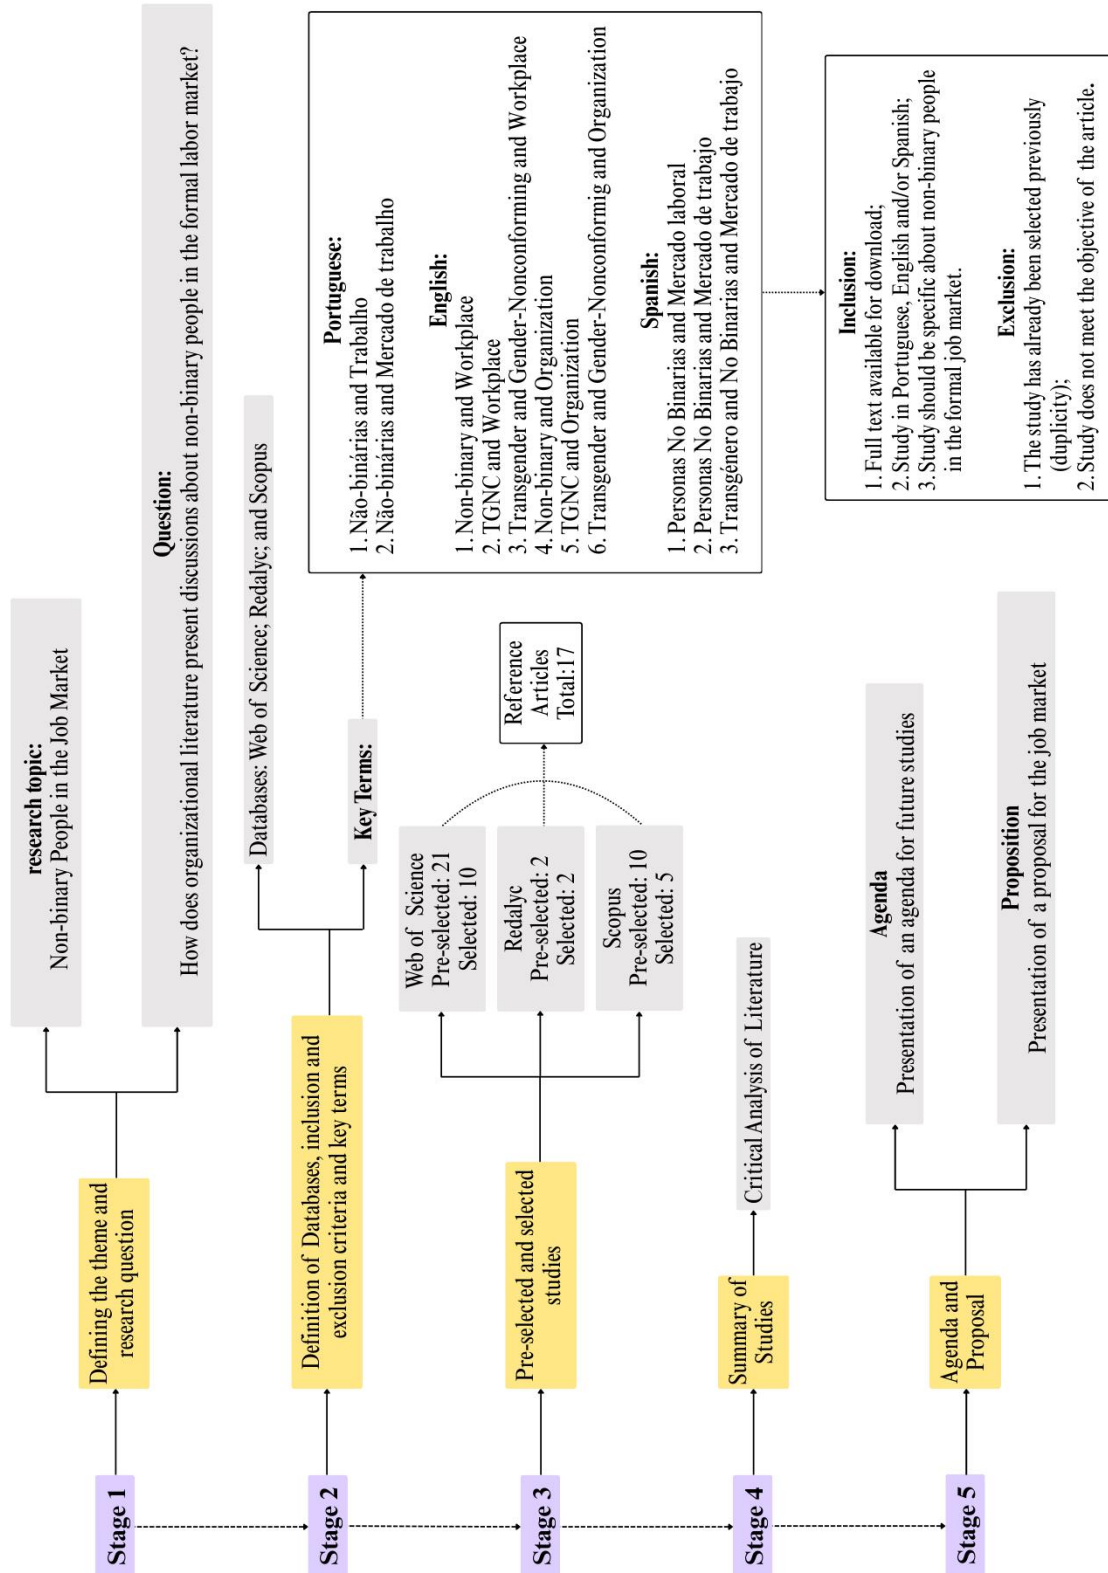 Stage 1
Defining the theme and
research question
research topic:
Non-binary People in the Job Market
Question:
How does organizational literature present discussions about non-binary people in the formal labor market?
Stage 2
Definition of Databases, inclusion and
exclusion criteria and key terms
Databases: Web of Science; Redalyc; and Scopus
Key Terms:
Portuguese:
1. Não-binárias and Trabalho
2. Não-binárias and Mercado de trabalho
English:
1. Non-binary and Workplace
2. TGNC and Workplace
3. Transgender and Gender-Nonconforming and Workplace
4. Non-binary and Organization
5. TGNC and Organization
6. Transgender and Gender-Nonconformig and Organization
Spanish:
1. Personas No Binarias and Mercado laboral
2. Personas No Binarias and Mercado de trabajo
3. Transgénero and No Binarias and Mercado de trabajo
Inclusion:
1. Full text available for download;
2. Study in Portuguese, English and/or Spanish;
3. Study should be specific about non-binary people
in the formal job market.
Exclusion:
1. The study has already been selected previously
(duplicity);
2. Study does not meet the objective of the article.
Stage 3
Pre-selected and selected
studies
Web of Science
Pre-selected: 21
Selected: 10
Redalyc
Pre-selected: 2
Selected: 2
Scopus
Pre-selected: 10
Selected: 5
Reference
Articles
Total:17
Stage 4
Summary of
Studies
Critical Analysis of Literature
Stage 5
Agenda and
Proposal
Agenda
Presentation of an agenda for future studies
Proposition
Presentation of a proposal for the job market